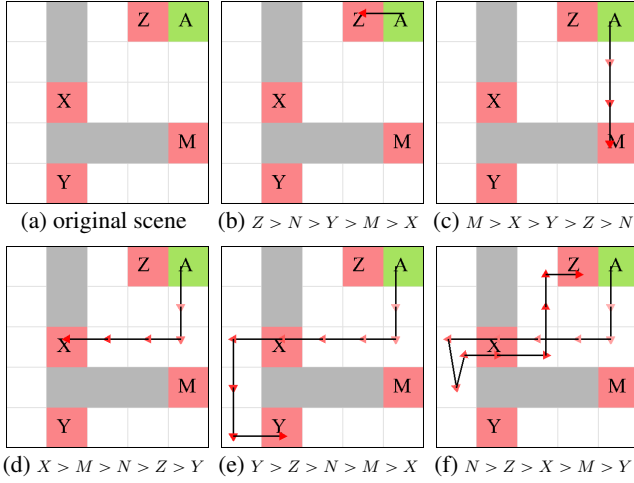 Z A
X
M
Y
(a) original scene
Z A
X
M
Y
(b) Z > N > Y > M > X
Z A
X
M
Y
(c) M > X > Y > Z > N
Z A
X
M
Y
(d) X > M > N > Z > Y
Z A
X
M
Y
(e) Y > Z > N > M > X
Z A
X
M
Y
(f) N > Z > X > M > Y